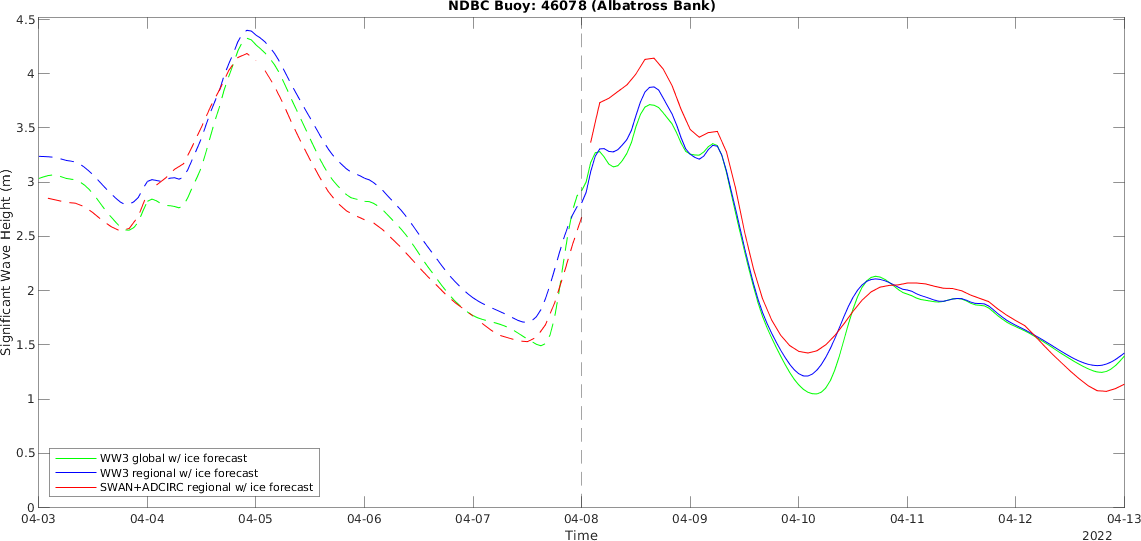 NDBC Buoy: 46078 (Albatross Bank)
4.5
4
3.5
3
2.5
2
1.5
1
0.5
0
Significant Wave Height (m)
WW3 global w/ ice forecast
WW3 regional w/ ice forecast
SWAN+ADCIRC regional w/ ice forecast
04-03 04-04 04-05 04-06 04-07 04-08 04-09 04-10 04-11 04-12 04-13
Time
2022